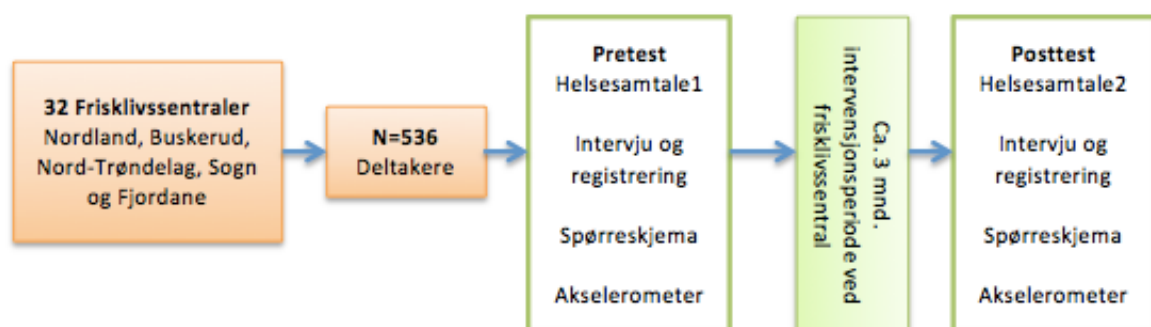 32 Frisklivssentraler
Nordland, Buskerud,
Nord-Trøndelag, Sogn
og Fjordane
N=536
Deltakere
Pretest
Helsesamtale1
Intervju og
registrering
Spørreskjema
Akselerometer
Ca. 3 mnd.
intervensjonsperiode ved
frisklivssentral
Posttest
Helsesamtale2
Intervju og
registrering
Spørreskjema
Akselerometer